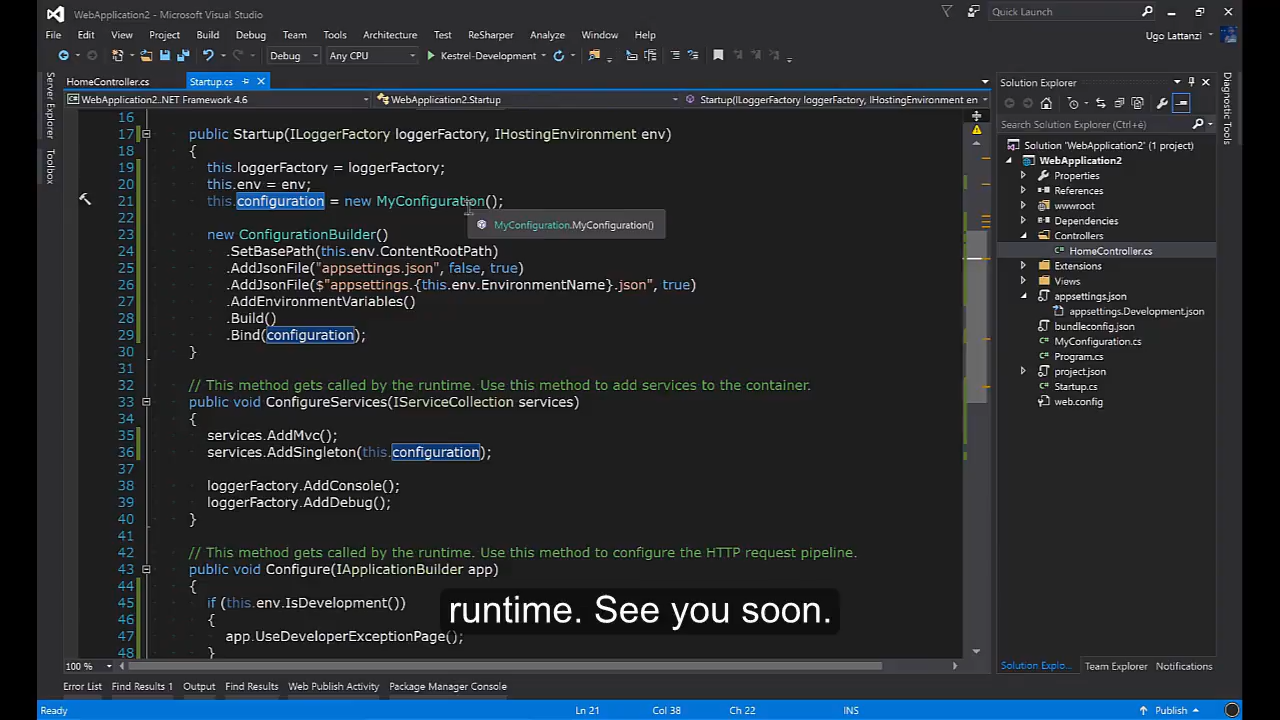 WebApplication2 - Microsoft Visual Studio
Quick Launch
File Edit View Project Build Debug Team Tools Architecture Test ReSharper Analyze Window Help
Ugo Lattanzi
Debug Any CPU Kestrel-Development
Server Explorer
Toolbox
HomeController.cs Startup.cs
WebApplication2..NET Framework 4.6 WebApplication2.Startup Startup(ILoggerFactory loggerFactory, IHostingEnvironment en
16
17 public Startup(ILoggerFactory loggerFactory, IHostingEnvironment env)
18 {
19 this.loggerFactory = loggerFactory;
20 this.env = env;
21 this.configuration = new MyConfiguration();
22
MyConfiguration.MyConfiguration()
23 new ConfigurationBuilder()
24 .SetBasePath(this.env.ContentRootPath)
25 .AddJsonFile("appsettings.json", false, true)
26 .AddJsonFile($"appsettings.{this.env.EnvironmentName}.json", true)
27 .AddEnvironmentVariables()
28 .Build()
29 .Bind(configuration);
30 }
31
32 // This method gets called by the runtime. Use this method to add services to the container.
33 public void ConfigureServices(IServiceCollection services)
34 {
35 services.AddMvc();
36 services.AddSingleton(this.configuration);
37
38 loggerFactory.AddConsole();
39 loggerFactory.AddDebug();
40 }
41
42 // This method gets called by the runtime. Use this method to configure the HTTP request pipeline.
43 public void Configure(IApplicationBuilder app)
44 {
45 if (this.env.IsDevelopment())
46 {
47 app.UseDeveloperExceptionPage();
48 }
runtime. See you soon.
100 %
Solution Explorer
Search Solution Explorer (Ctrl+è)
Solution 'WebApplication2' (1 project)
WebApplication2
Properties
References
wwwroot
Dependencies
Controllers
HomeController.cs
Extensions
Views
appsettings.json
appsettings.Development.json
bundleconfig.json
MyConfiguration.cs
Program.cs
project.json
Startup.cs
web.config
Solution Explo... Team Explorer Notifications
Diagnostic Tools
Error List Find Results 1 Output Find Results Web Publish Activity Package Manager Console
Ready Ln 21 Col 38 Ch 22 INS Publish